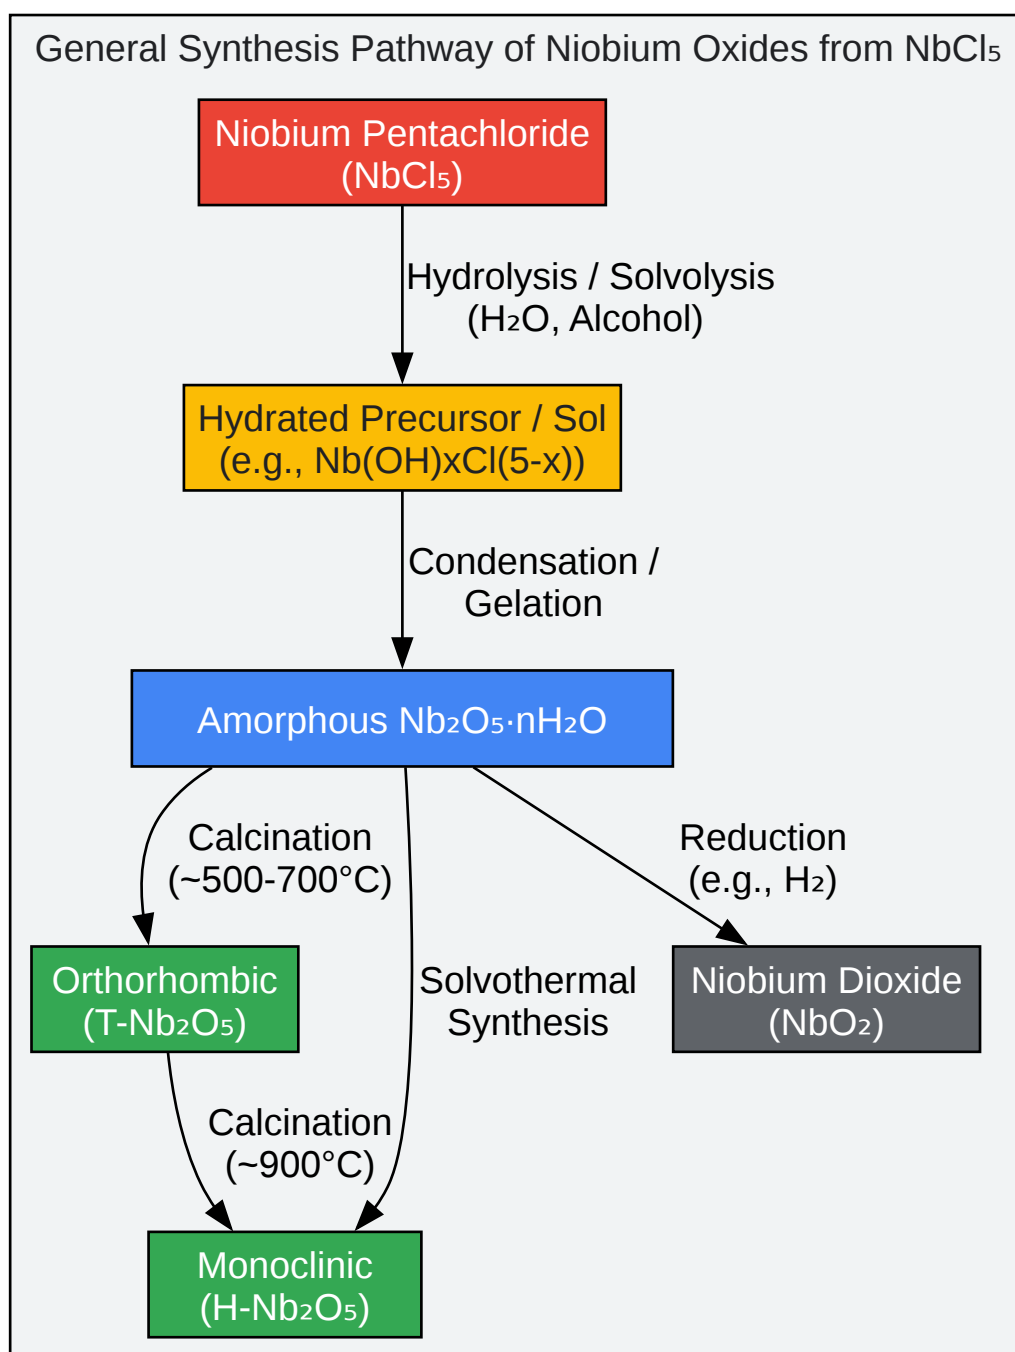 General Synthesis Pathway of Niobium Oxides from NbCl₅
Niobium Pentachloride
(NbCl₅)
Hydrolysis / Solvolysis
(H₂O, Alcohol)
Hydrated Precursor / Sol
(e.g., Nb(OH)xCl(5-x))
Condensation /
Gelation
Amorphous Nb₂O₅·nH₂O
Calcination
(~500-700°C)
Reduction
(e.g., H₂)
Orthorhombic
(T-Nb₂O₅)
Solvothermal
Synthesis
Niobium Dioxide
(NbO₂)
Calcination
(~900°C)
Monoclinic
(H-Nb₂O₅)